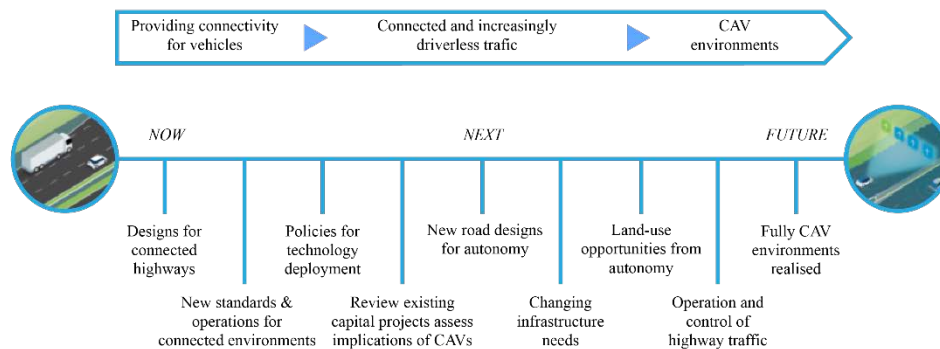 Providing connectivity
for vehicles
Connected and increasingly
driverless trafic
CAV
environments
NOW
NEXT
FUTURE
Designs for
connected
highways
New standards &
operations for
connected environments
Policies for
technology
deployment
Review existing
capital projects assess
implications of CAVs
New road designs
for autonomy
Changing
infrastructure
needs
Land-use
opportunities from
autonomy
Operation and
control of
highway traffic
Fully CAV
environments
realised